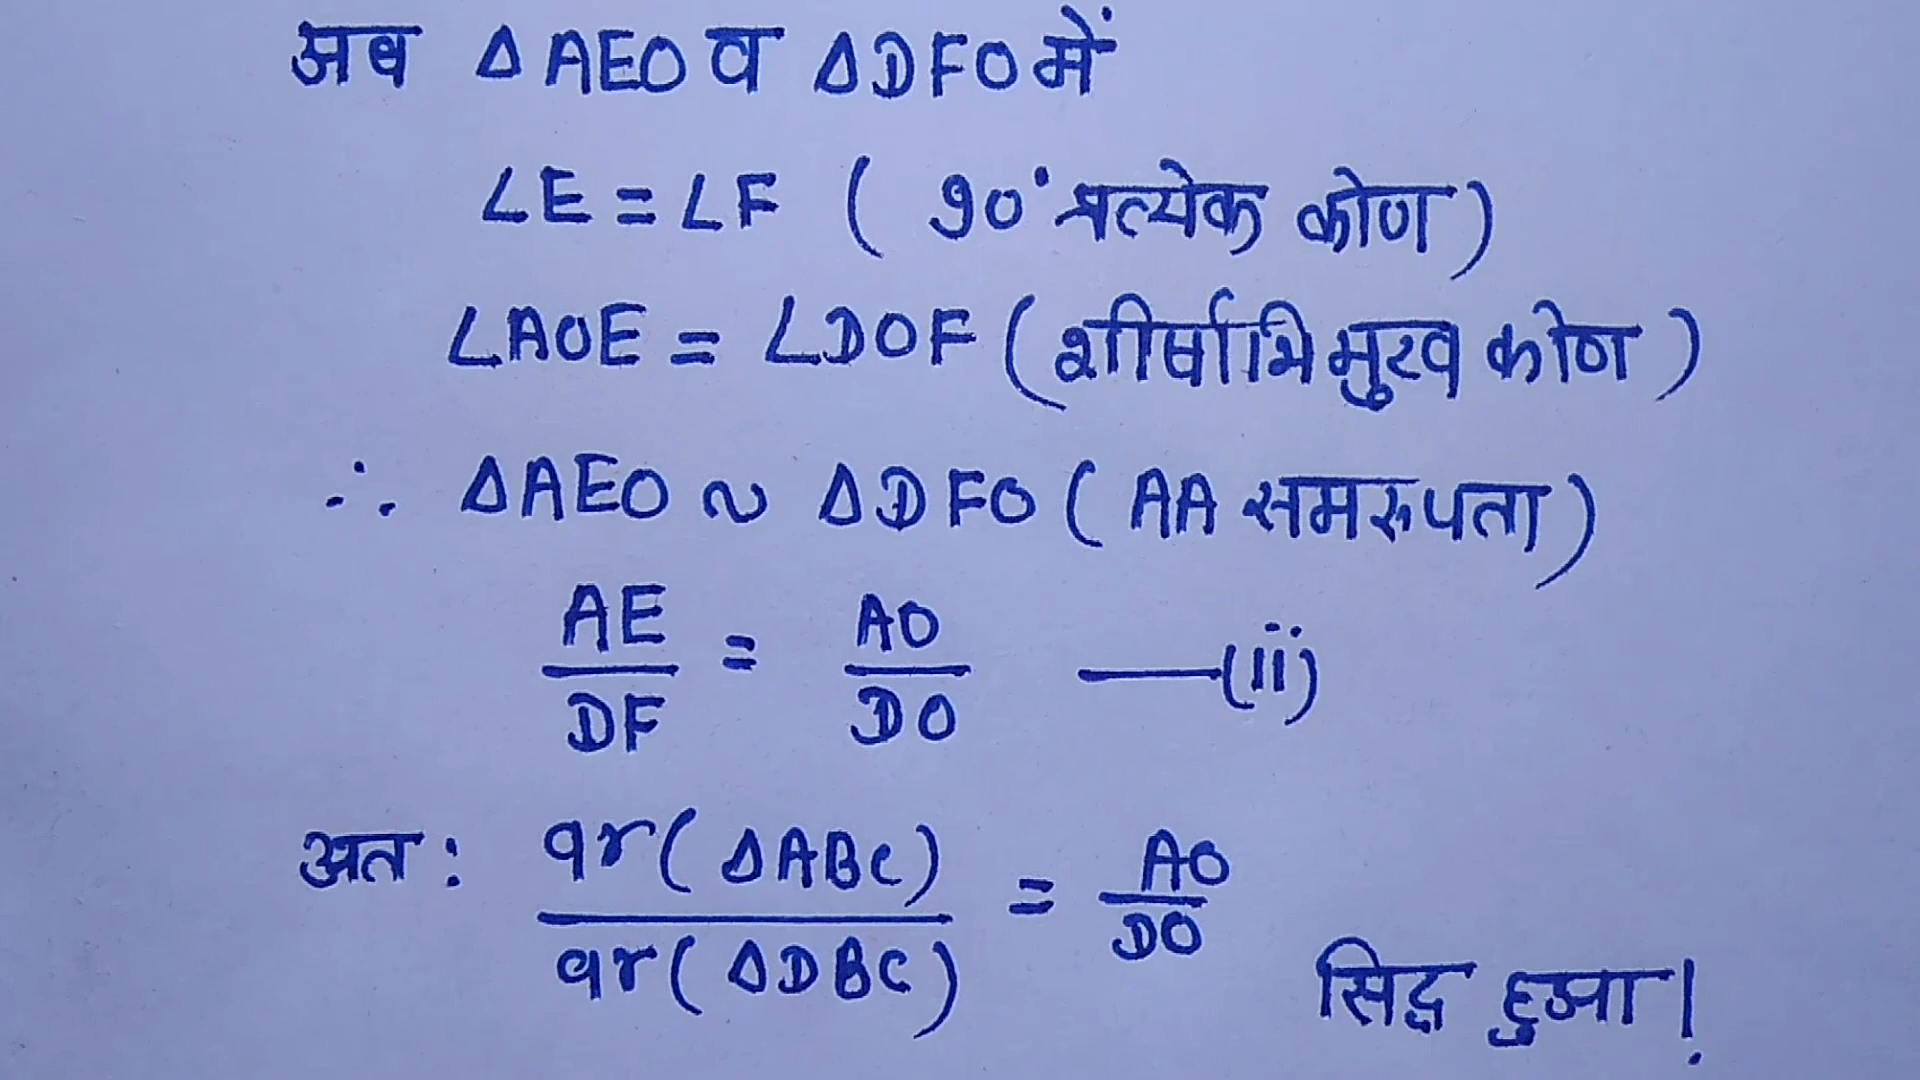 अब ΔAEO व ΔDFO में
∠E = ∠F ( 90° प्रत्येक कोण )
∠AOE = ∠DOF ( शीर्षाभिमुख कोण )
∴ ΔAEO ~ ΔDFO ( AA समरुपता )
AE/DF = AO/DO —(ii)
अत: ar(ΔABC)/ar(ΔDBC) = AO/DO
सिद्ध हुआ!